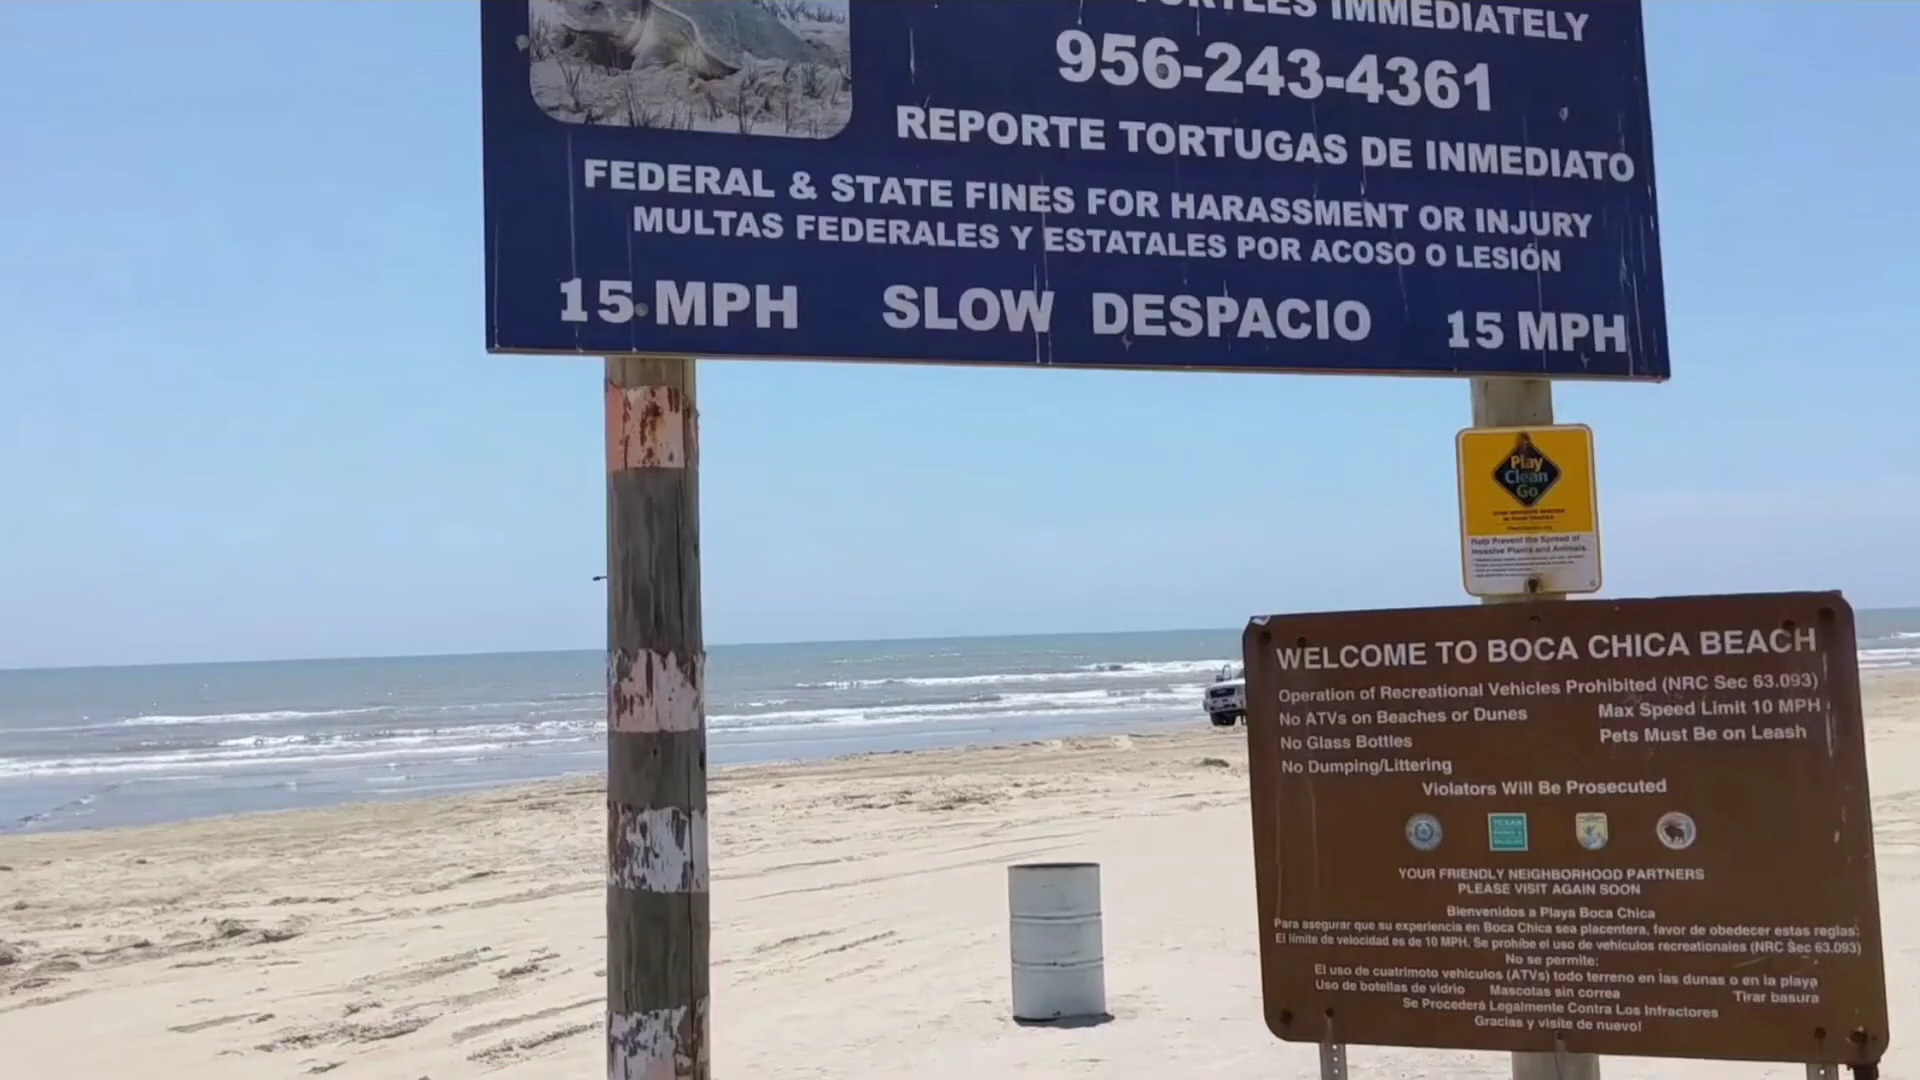 TURTLES IMMEDIATELY
956-243-4361
REPORTE TORTUGAS DE INMEDIATO
FEDERAL & STATE FINES FOR HARASSMENT OR INJURY
MULTAS FEDERALES Y ESTATALES POR ACOSO O LESIÓN
15 MPH SLOW DESPACIO 15 MPH
Play
Clean
Go
Help Prevent the Spread of
Invasive Plants and Animals.
WELCOME TO BOCA CHICA BEACH
Operation of Recreational Vehicles Prohibited (NRC Sec 63.093)
No ATVs on Beaches or Dunes Max Speed Limit 10 MPH
No Glass Bottles Pets Must Be on Leash
No Dumping/Littering
Violators Will Be Prosecuted
YOUR FRIENDLY NEIGHBORHOOD PARTNERS
PLEASE VISIT AGAIN SOON
Bienvenidos a Playa Boca Chica
Para asegurar que su experiencia en Boca Chica sea placentera, favor de obedecer estas reglas:
El límite de velocidad es de 10 MPH. Se prohibe el uso de vehículos recreacionales (NRC Sec 63.093)
No se permite:
El uso de cuatrimoto vehiculos (ATVs) todo terreno en las dunas o en la playa
Uso de botellas de vidrio Mascotas sin correa Tirar basura
Se Procederá Legalmente Contra Los Infractores
Gracias y visite de nuevo!